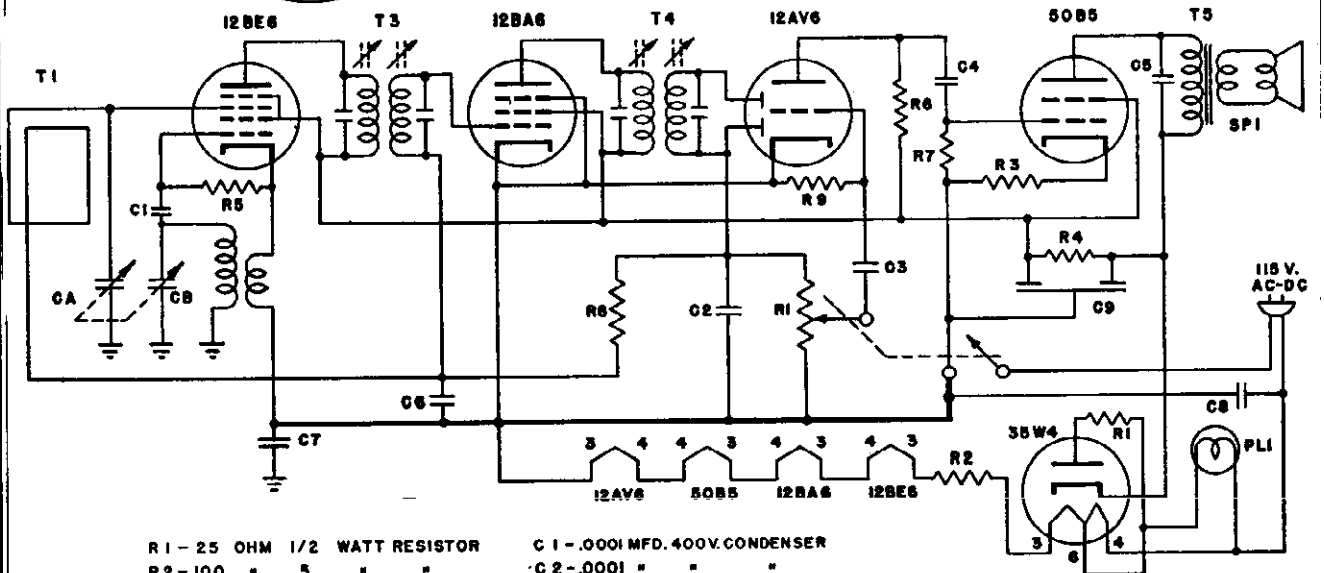 12BE6 T3 12BA6 T4 12AV6 50B5 T5
T1
C4 C5
R6
SP1
R7 R3
R5 R9
C1
R4
C3
115 V.
AC-DC
CA CB R8 C2 R1 C9
C6 C8
C7 35W4 R1 PL1
3 4 4 3 4 3 4 3
R2
12AV6 50B5 12BA6 12BE6
3 6 4
R1 - 25 OHM 1/2 WATT RESISTOR C1 - .0001 MFD. 400V. CONDENSER
R2 - 100 " 5 " " C2 - .0001 " " "